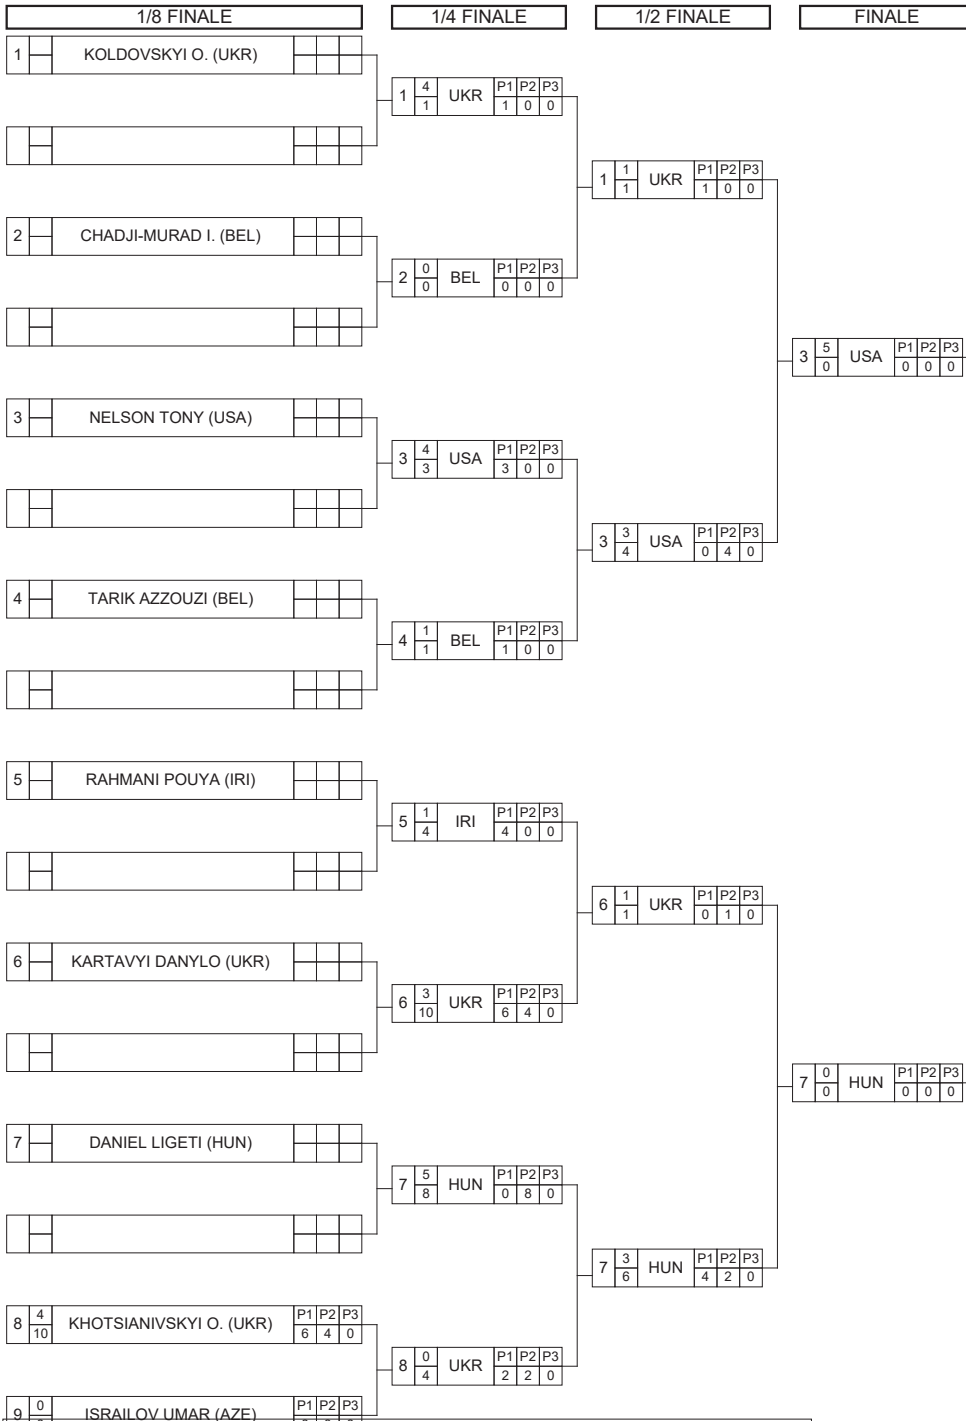 1/8 FINALE 1/4 FINALE 1/2 FINALE FINALE
1 KOLDOVSKYI O. (UKR)
1 4 1 UKR P1 P2 P3 1 0 0
1 1 1 UKR P1 P2 P3 1 0 0
2 CHADJI-MURAD I. (BEL)
2 0 0 BEL P1 P2 P3 0 0 0
3 5 0 USA P1 P2 P3 0 0 0
3 NELSON TONY (USA)
3 4 3 USA P1 P2 P3 3 0 0
3 3 4 USA P1 P2 P3 0 4 0
4 TARIK AZZOUZI (BEL)
4 1 1 BEL P1 P2 P3 1 0 0
5 RAHMANI POUYA (IRI)
5 1 4 IRI P1 P2 P3 4 0 0
6 1 1 UKR P1 P2 P3 0 1 0
6 KARTAVYI DANYLO (UKR)
6 3 10 UKR P1 P2 P3 6 4 0
7 0 0 HUN P1 P2 P3 0 0 0
7 DANIEL LIGETI (HUN)
7 5 8 HUN P1 P2 P3 0 8 0
7 3 6 HUN P1 P2 P3 4 2 0
8 4 10 KHOTSIANIVSKYI O. (UKR) P1 P2 P3 6 4 0
8 0 4 UKR P1 P2 P3 2 2 0
9 0 ISRAILOV UMAR (AZE) P1 P2 P3